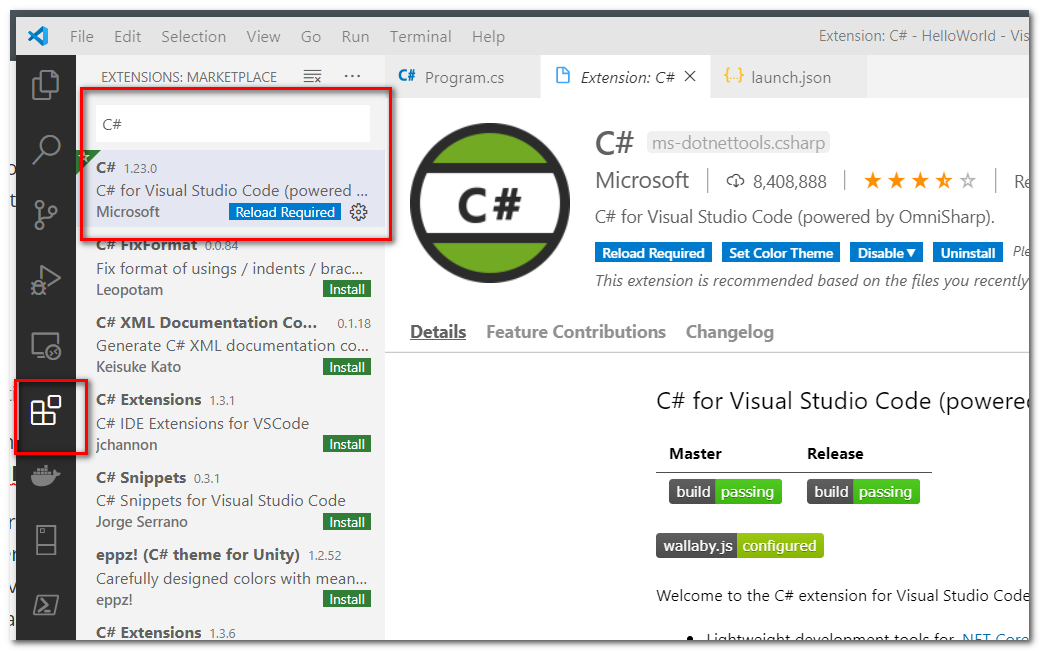 File Edit Selection View Go Run Terminal Help Extension: C# - HelloWorld - Vis
EXTENSIONS: MARKETPLACE
Program.cs
Extension: C#
launch.json
C#
C# 1.23.0
C# for Visual Studio Code (powered ...
Microsoft Reload Required
C# FixFormat 0.0.84
Fix format of usings / indents / brac...
Leopotam Install
C# XML Documentation Co... 0.1.18
Generate C# XML documentation co...
Keisuke Kato Install
C# Extensions 1.3.1
C# IDE Extensions for VSCode
jchannon Install
C# Snippets 0.3.1
C# Snippets for Visual Studio Code
Jorge Serrano Install
eppz! (C# theme for Unity) 1.2.52
Carefully designed colors with mean...
eppz! Install
C# Extensions 1.3.6
C#
C# ms-dotnettools.csharp
Microsoft 8,408,888 Re
C# for Visual Studio Code (powered by OmniSharp).
Reload Required Set Color Theme Disable Uninstall Ple
This extension is recommended based on the files you recently
Details Feature Contributions Changelog
C# for Visual Studio Code (powered
Master Release
build passing build passing
wallaby.js configured
Welcome to the C# extension for Visual Studio Code
Lightweight development tools for .NET Core